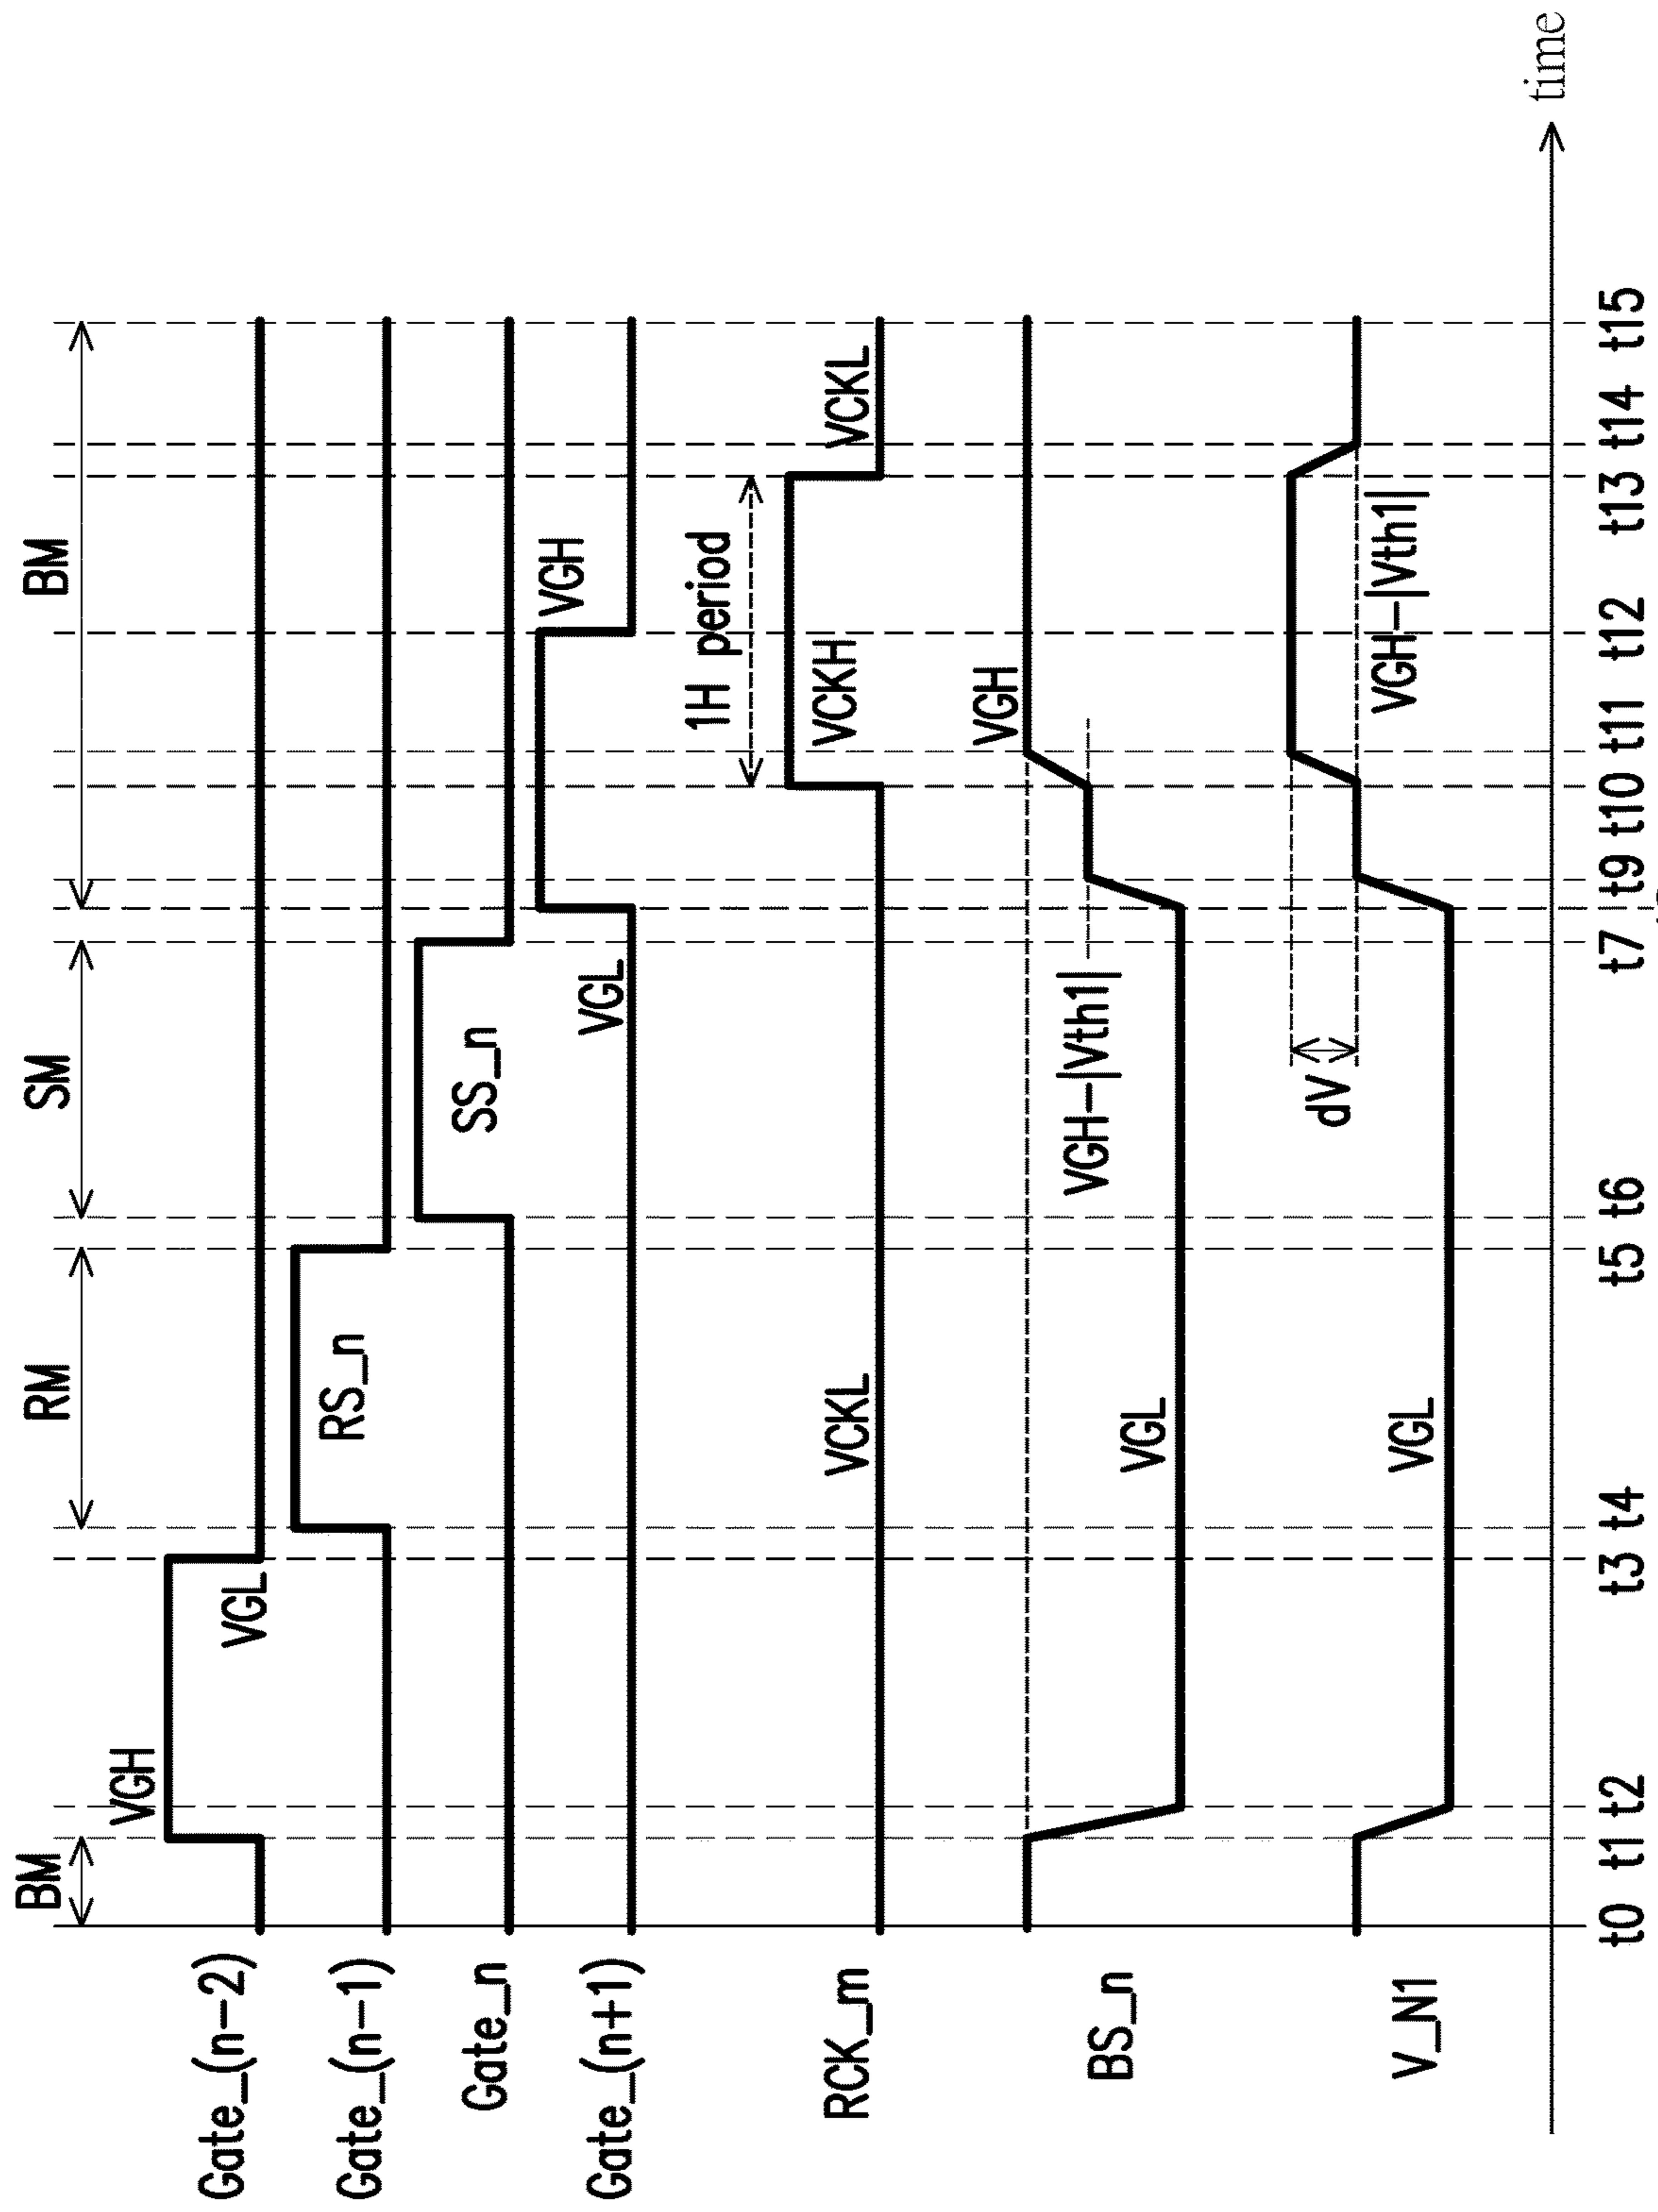 BM RM SM BM
Gate_(n-2) VGH VGL
Gate_(n-1) RS_n
Gate_n SS_n
Gate_(n+1) VGL VGH
1H period
RCK_m VCKL VCKH VCKL
BS_n VGL VGH-|Vth1| VGH
V_N1 VGL dV VGH-|Vth1|
time
t0 t1 t2 t3 t4 t5 t6 t7 t9 t10 t11 t12 t13 t14 t15